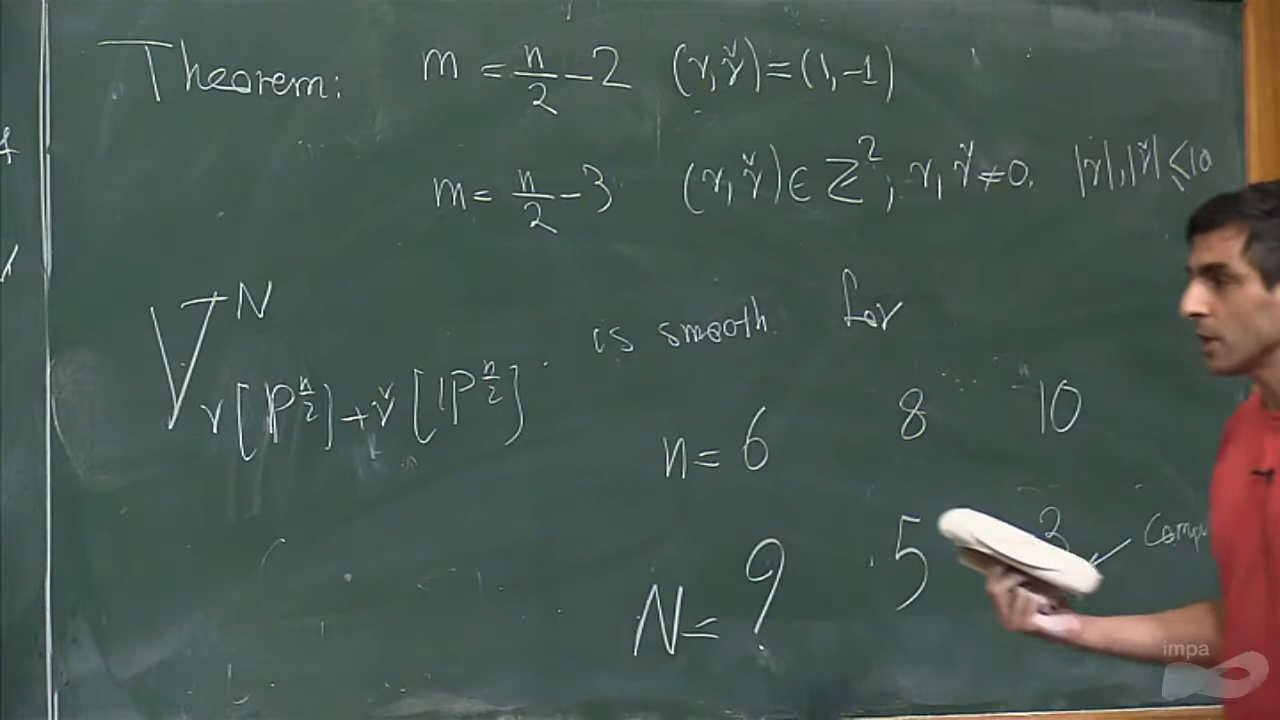 Theorem: m = n/2 - 2 (r, ř) = (1, -1)
m = n/2 - 3 (r, ř) ∈ ℤ², r, ř ≠ 0. |r|, |ř| ≤ 10
V^N_{r[P^{n/2}] + ř[P^{n/2}]} is smooth for
n = 6 8 10
N = 9 5 3
impa